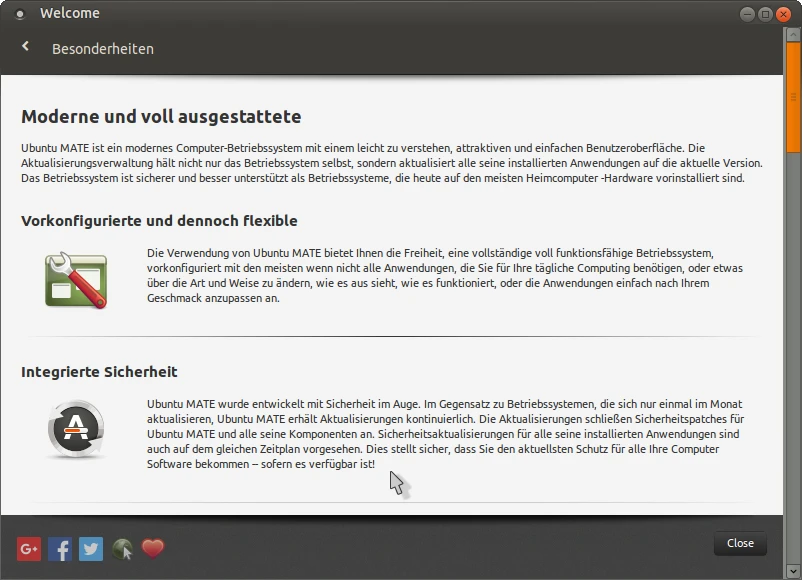 Welcome
Besonderheiten
Moderne und voll ausgestattete
Ubuntu MATE ist ein modernes Computer-Betriebssystem mit einem leicht zu verstehen, attraktiven und einfachen Benutzeroberfläche. Die
Aktualisierungsverwaltung hält nicht nur das Betriebssystem selbst, sondern aktualisiert alle seine installierten Anwendungen auf die aktuelle Version.
Das Betriebssystem ist sicherer und besser unterstützt als Betriebssysteme, die heute auf den meisten Heimcomputer -Hardware vorinstalliert sind.
Vorkonfigurierte und dennoch flexible
Die Verwendung von Ubuntu MATE bietet Ihnen die Freiheit, eine vollständige voll funktionsfähige Betriebssystem,
vorkonfiguriert mit den meisten wenn nicht alle Anwendungen, die Sie für Ihre tägliche Computing benötigen, oder etwas
über die Art und Weise zu ändern, wie es aus sieht, wie es funktioniert, oder die Anwendungen einfach nach Ihrem
Geschmack anzupassen an.
Integrierte Sicherheit
Ubuntu MATE wurde entwickelt mit Sicherheit im Auge. Im Gegensatz zu Betriebssystemen, die sich nur einmal im Monat
aktualisieren, Ubuntu MATE erhält Aktualisierungen kontinuierlich. Die Aktualisierungen schließen Sicherheitspatches für
Ubuntu MATE und alle seine Komponenten an. Sicherheitsaktualisierungen für alle seine installierten Anwendungen sind
auch auf dem gleichen Zeitplan vorgesehen. Dies stellt sicher, dass Sie den aktuellsten Schutz für alle Ihre Computer
Software bekommen – sofern es verfügbar ist!
G+
Close